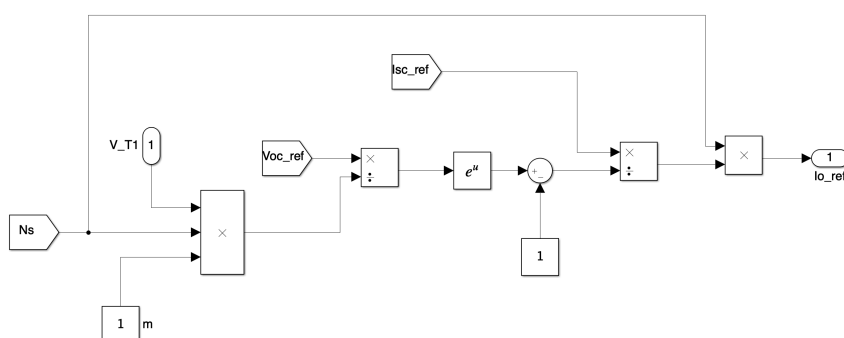 Isc_ref
V_T1 1
Voc_ref
×
÷
e^u
+
−
×
÷
×
1
Io_ref
Ns
×
1
1 m